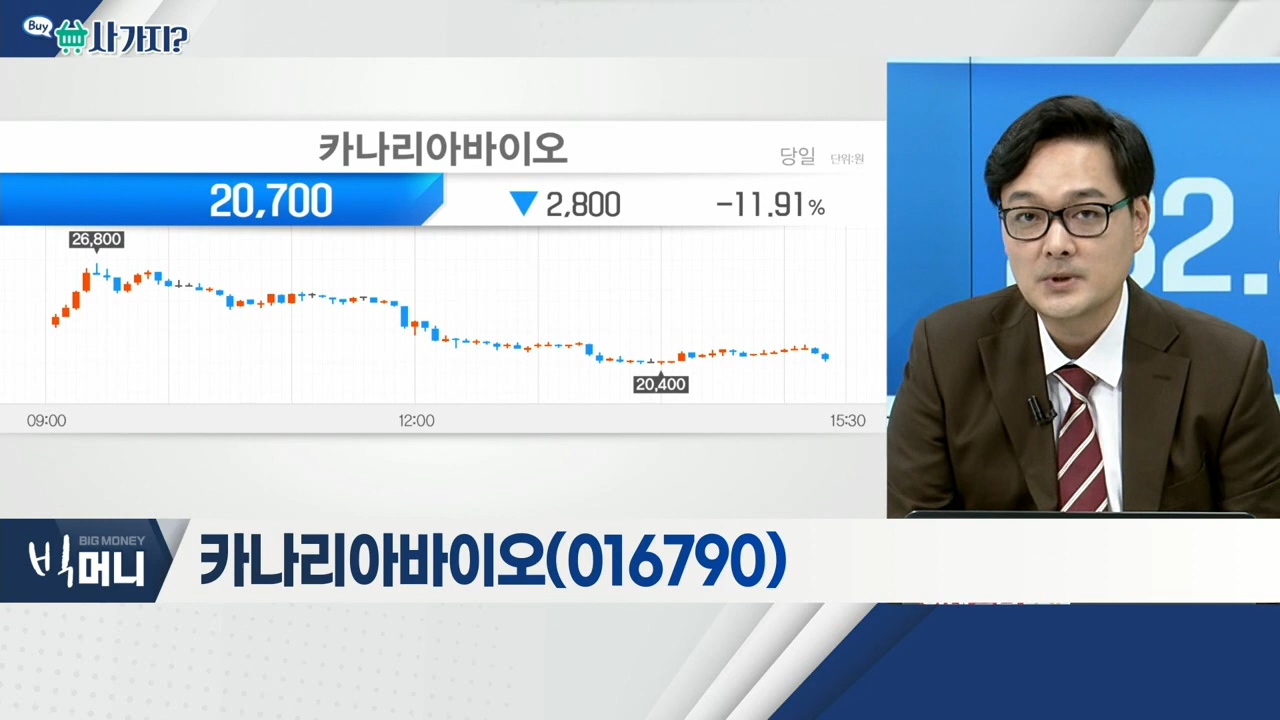 Buy 사가지?
카나리아바이오
당일 단위:원
20,700 ▼ 2,800 -11.91%
26,800
20,400
09:00 12:00 15:30
32.
BIG MONEY
빅머니
카나리아바이오(016790)